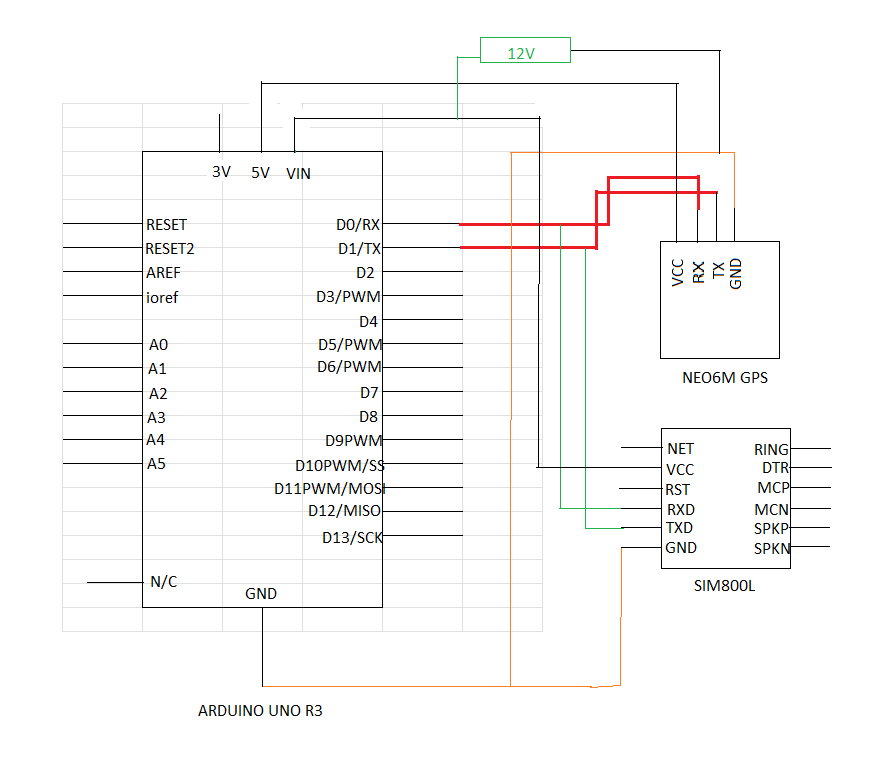 12V
3V 5V VIN
RESET
RESET2
AREF
ioref
A0
A1
A2
A3
A4
A5
N/C
D0/RX
D1/TX
D2
D3/PWM
D4
D5/PWM
D6/PWM
D7
D8
D9PWM
D10PWM/SS
D11PWM/MOSI
D12/MISO
D13/SCK
GND
ARDUINO UNO R3
VCC
RX
TX
GND
NEO6M GPS
NET
VCC
RST
RXD
TXD
GND
RING
DTR
MCP
MCN
SPKP
SPKN
SIM800L